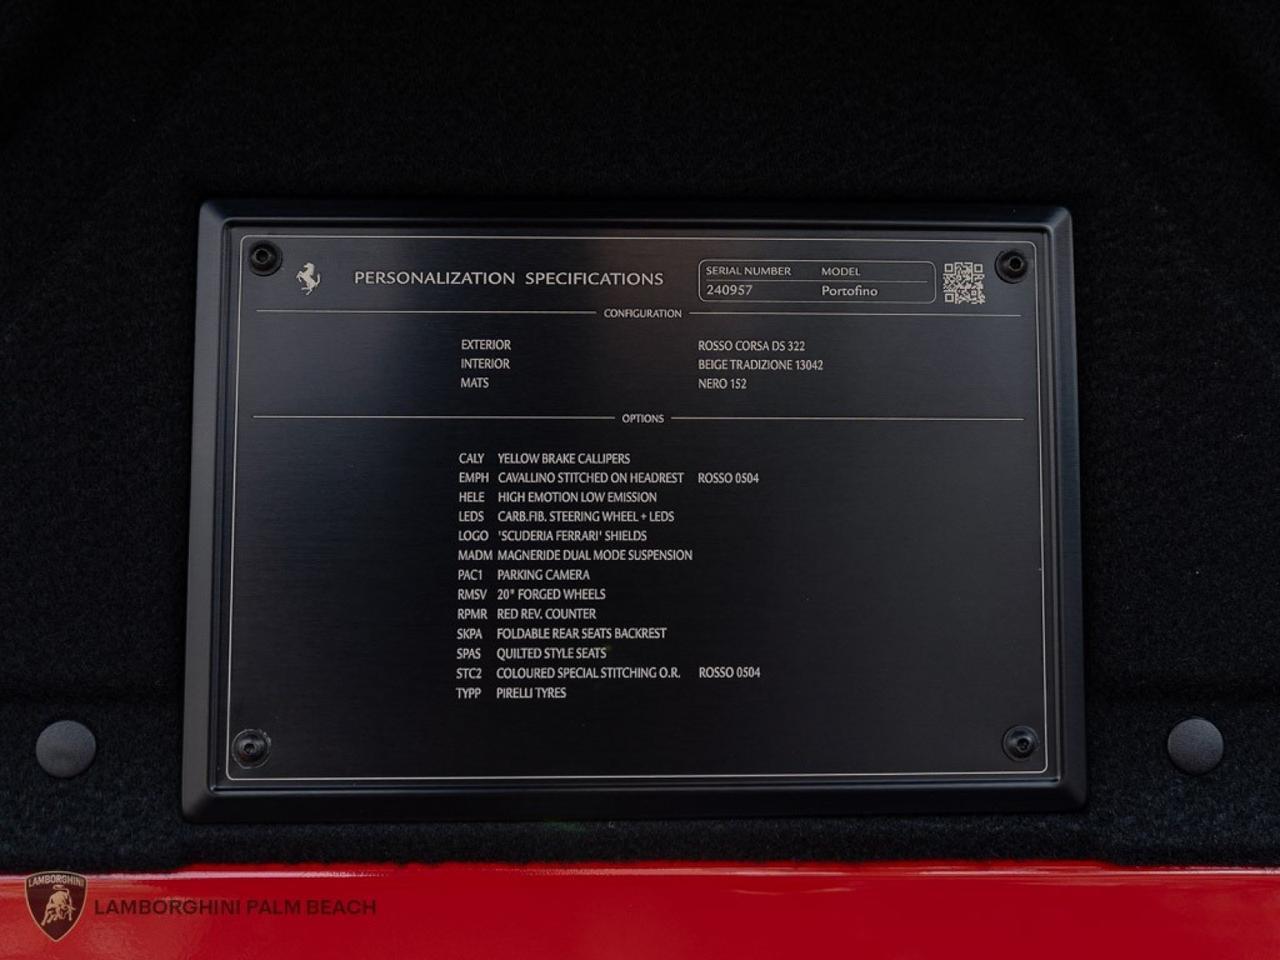 PERSONALIZATION SPECIFICATIONS
SERIAL NUMBER MODEL
240957 Portofino
CONFIGURATION
EXTERIOR ROSSO CORSA DS 322
INTERIOR BEIGE TRADIZIONE 13042
MATS NERO 152
OPTIONS
CALY YELLOW BRAKE CALLIPERS
EMPH CAVALLINO STITCHED ON HEADREST ROSSO 0504
HELE HIGH EMOTION LOW EMISSION
LEDS CARB.FIB. STEERING WHEEL + LEDS
LOGO 'SCUDERIA FERRARI' SHIELDS
MADM MAGNERIDE DUAL MODE SUSPENSION
PAC1 PARKING CAMERA
RMSV 20" FORGED WHEELS
RPMR RED REV. COUNTER
SKPA FOLDABLE REAR SEATS BACKREST
SPAS QUILTED STYLE SEATS
STC2 COLOURED SPECIAL STITCHING O.R. ROSSO 0504
TYPP PIRELLI TYRES
LAMBORGHINI
LAMBORGHINI PALM BEACH